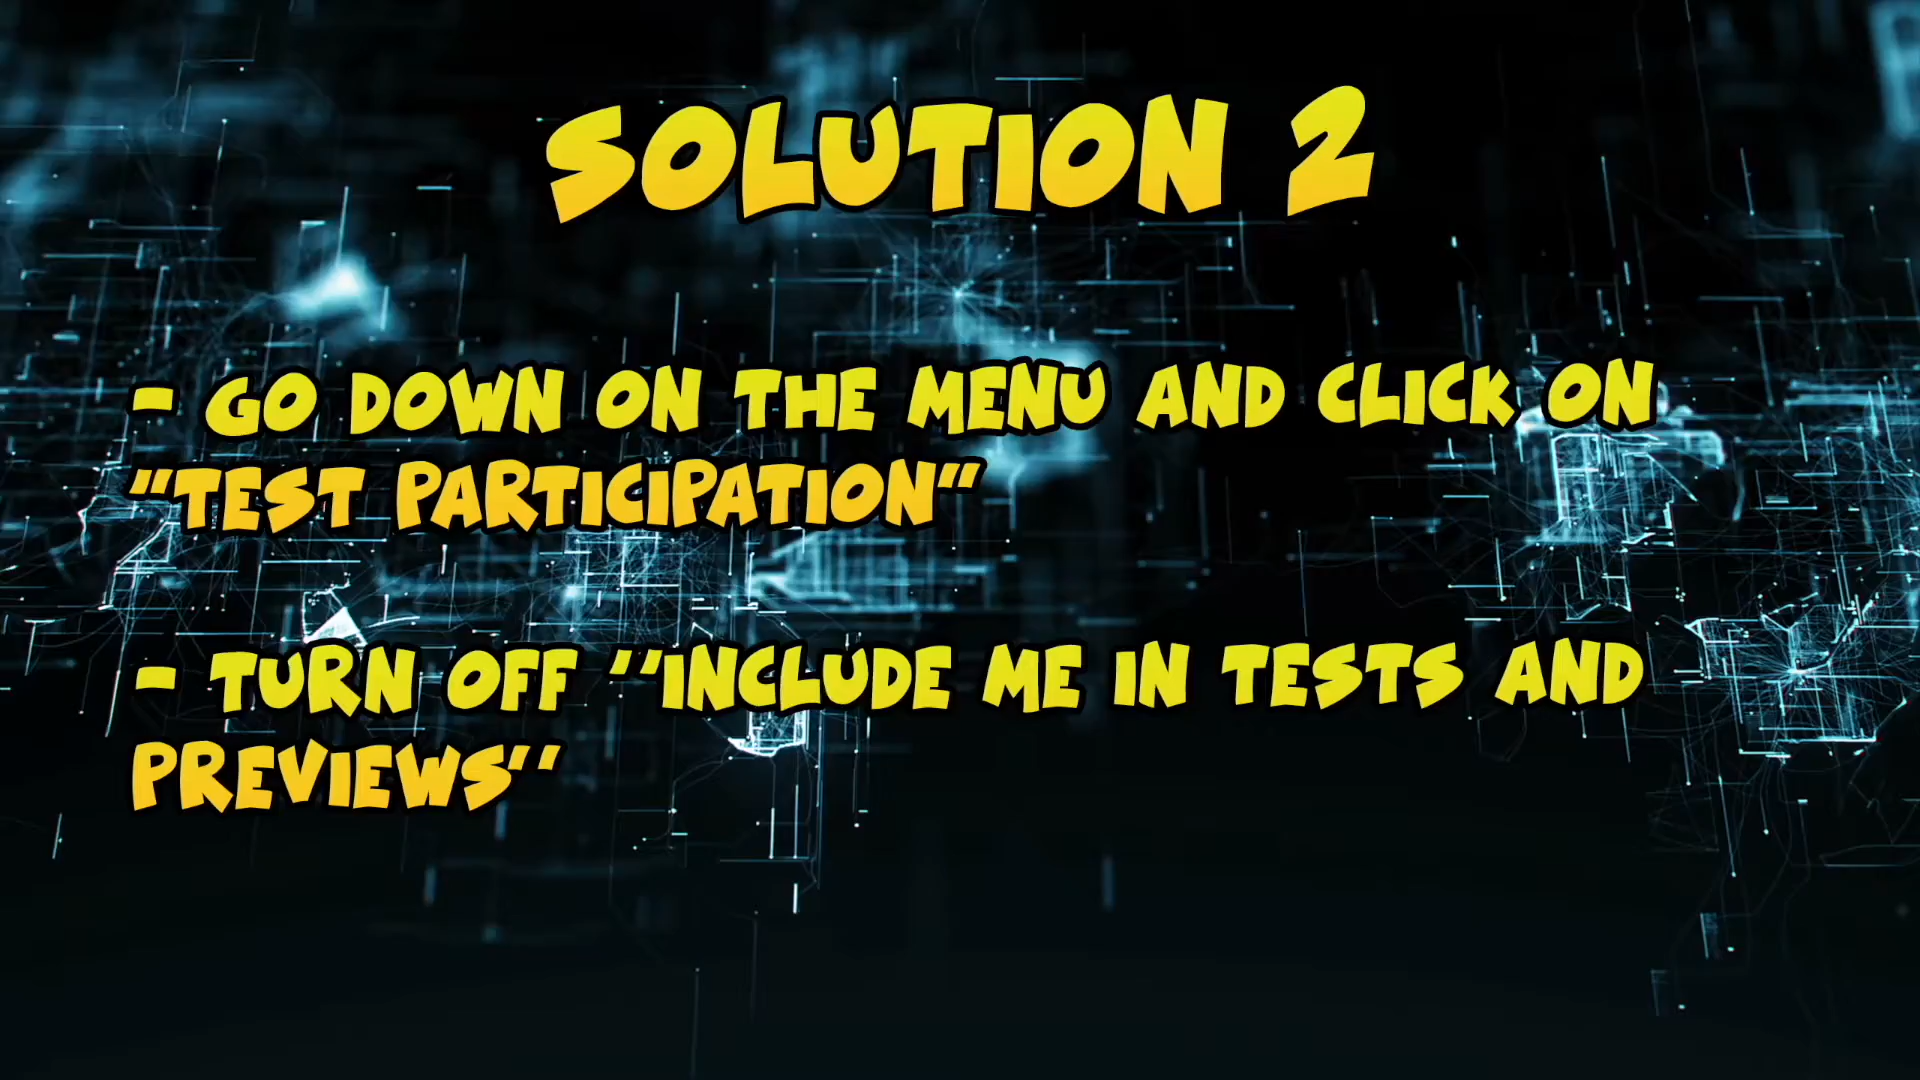 SOLUTION 2
- GO DOWN ON THE MENU AND CLICK ON
"TEST PARTICIPATION"
- TURN OFF ''INCLUDE ME IN TESTS AND
PREVIEWS''